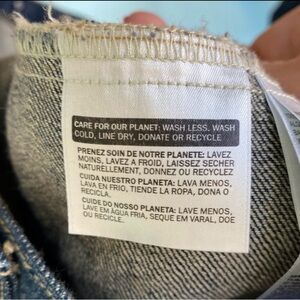 CARE FOR OUR PLANET: WASH LESS, WASH
COLD, LINE DRY, DONATE OR RECYCLE
PRENEZ SOIN DE NOTRE PLANETE: LAVEZ
MOINS, LAVEZ A FROID, LAISSEZ SECHER
NATURELLEMENT, DONNEZ OU RECYCLEZ
CUIDA NUESTRO PLANETA: LAVA MENOS,
LAVA EN FRIO, TIENDE LA ROPA, DONA O
RECICLA.
CUIDE DO NOSSO PLANETA: LAVE MENOS,
LAVE EM ÁGUA FRIA, SEQUE EM VARAL, DOE
OU RECICLE.